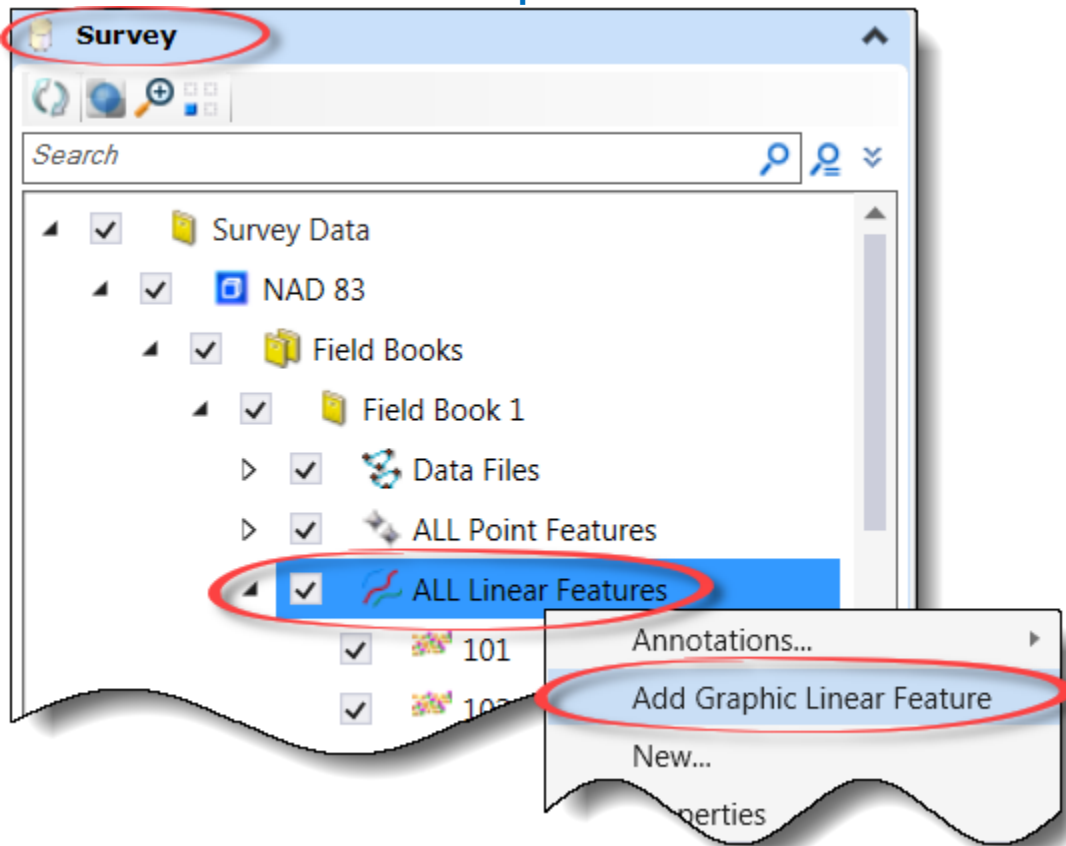 Survey
Search
Survey Data
NAD 83
Field Books
Field Book 1
Data Files
ALL Point Features
ALL Linear Features
101
Annotations...
Add Graphic Linear Feature
New...